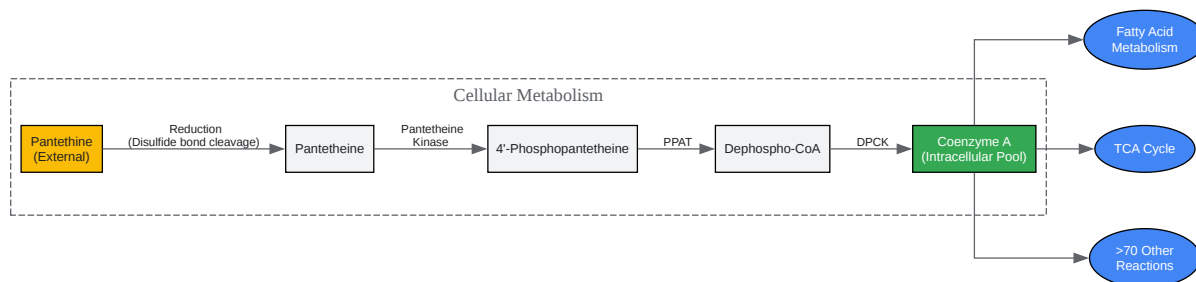 Fatty Acid
Metabolism
Cellular Metabolism
Pantethine
(External)
Reduction
(Disulfide bond cleavage)
Pantetheine
Pantetheine
Kinase
4'-Phosphopantetheine
PPAT
Dephospho-CoA
DPCK
Coenzyme A
(Intracellular Pool)
TCA Cycle
>70 Other
Reactions